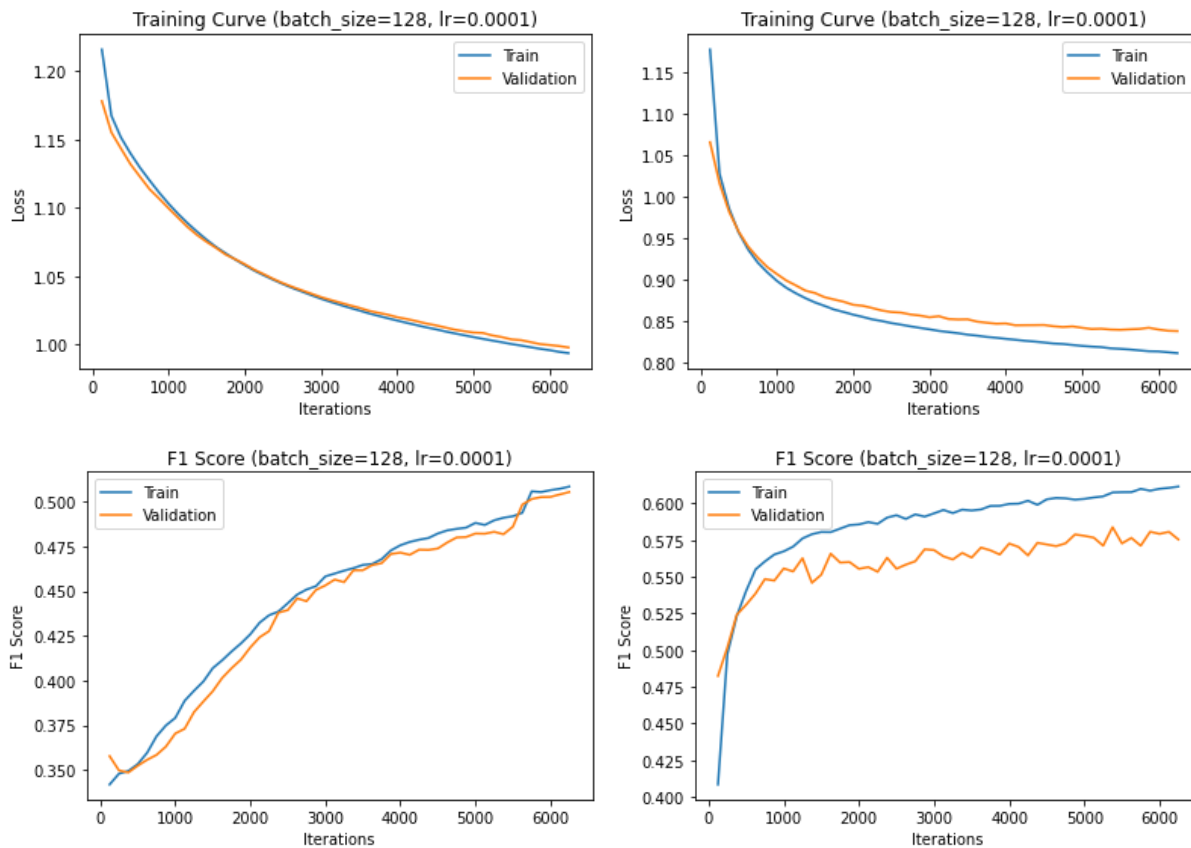 Training Curve (batch_size=128, lr=0.0001)
Train
Validation
1.20
1.15
1.10
1.05
1.00
Loss
0 1000 2000 3000 4000 5000 6000
Iterations
Training Curve (batch_size=128, lr=0.0001)
Train
Validation
1.15
1.10
1.05
1.00
0.95
0.90
0.85
0.80
Loss
0 1000 2000 3000 4000 5000 6000
Iterations
F1 Score (batch_size=128, lr=0.0001)
Train
Validation
0.500
0.475
0.450
0.425
0.400
0.375
0.350
F1 Score
0 1000 2000 3000 4000 5000 6000
Iterations
F1 Score (batch_size=128, lr=0.0001)
Train
Validation
0.600
0.575
0.550
0.525
0.500
0.475
0.450
0.425
0.400
F1 Score
0 1000 2000 3000 4000 5000 6000
Iterations